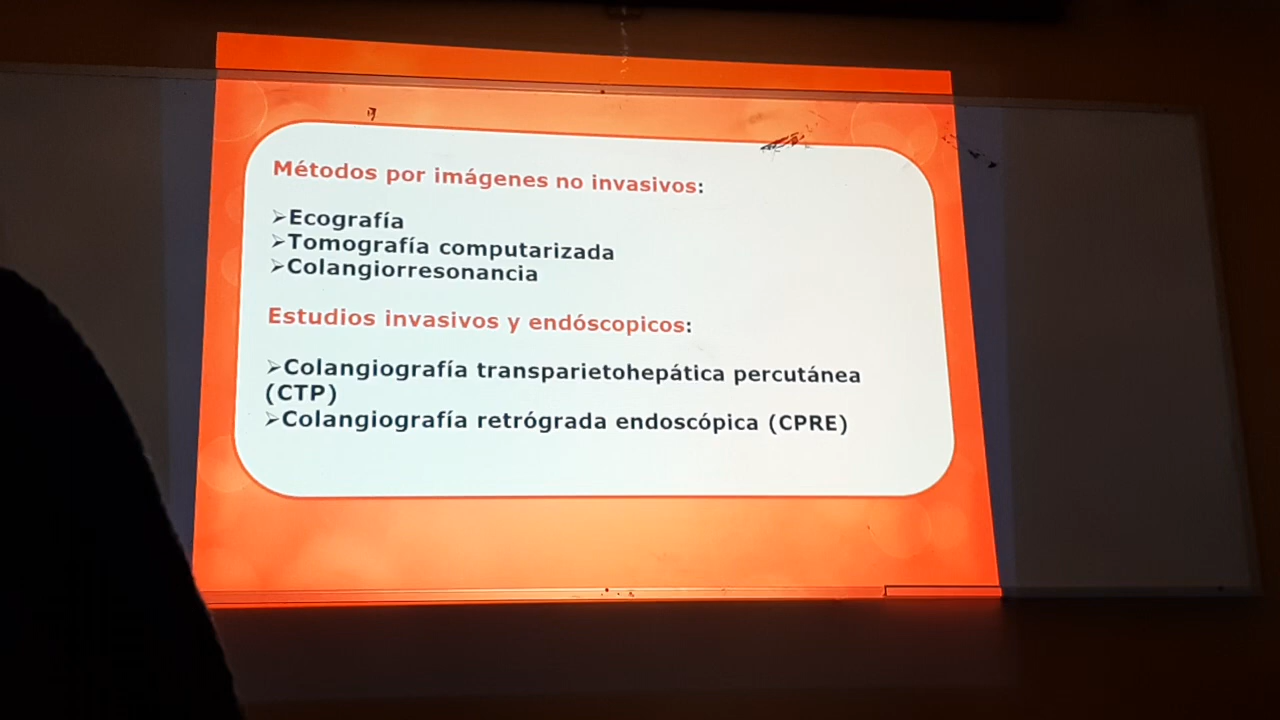 Métodos por imágenes no invasivos:
➢Ecografía
➢Tomografía computarizada
➢Colangiorresonancia
Estudios invasivos y endóscopicos:
➢Colangiografía transparietohepática percutánea
(CTP)
➢Colangiografía retrógrada endoscópica (CPRE)